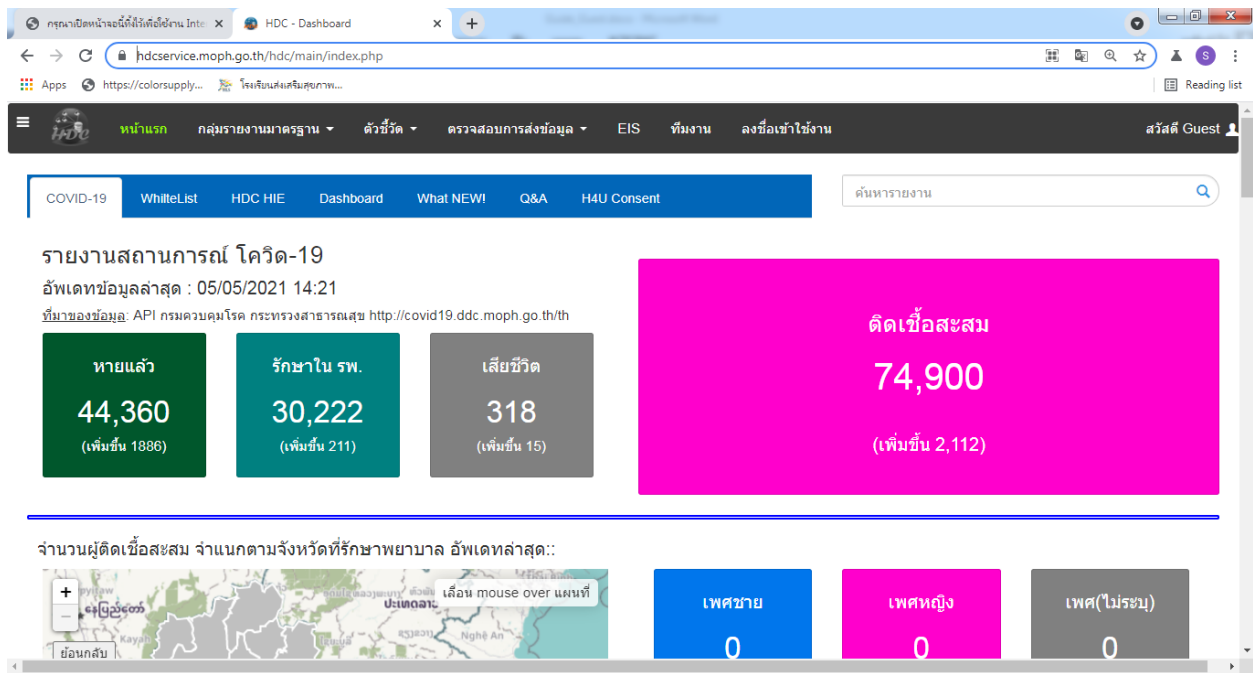 กรุณาเปิดหน้าจอนี้ทิ้งไว้เพื่อใช้งาน Inte
HDC - Dashboard
hdcservice.moph.go.th/hdc/main/index.php
S
Apps
https://colorsupply...
โรงเรียนส่งเสริมสุขภาพ...
Reading list
HDC
หน้าแรก
กลุ่มรายงานมาตรฐาน
ตัวชี้วัด
ตรวจสอบการส่งข้อมูล
EIS
ทีมงาน
ลงชื่อเข้าใช้งาน
สวัสดี Guest
COVID-19
WhilteList
HDC HIE
Dashboard
What NEW!
Q&A
H4U Consent
ค้นหารายงาน
รายงานสถานการณ์ โควิด-19
อัพเดทข้อมูลล่าสุด : 05/05/2021 14:21
ที่มาของข้อมูล: API กรมควบคุมโรค กระทรวงสาธารณสุข http://covid19.ddc.moph.go.th/th
หายแล้ว
44,360
(เพิ่มขึ้น 1886)
รักษาใน รพ.
30,222
(เพิ่มขึ้น 211)
เสียชีวิต
318
(เพิ่มขึ้น 15)
ติดเชื้อสะสม
74,900
(เพิ่มขึ้น 2,112)
จำนวนผู้ติดเชื้อสะสม จำแนกตามจังหวัดที่รักษาพยาบาล อัพเดทล่าสุด::
+
−
ย้อนกลับ
เลื่อน mouse over แผนที่
Kayah
Nghệ An
เพศชาย
0
เพศหญิง
0
เพศ(ไม่ระบุ)
0